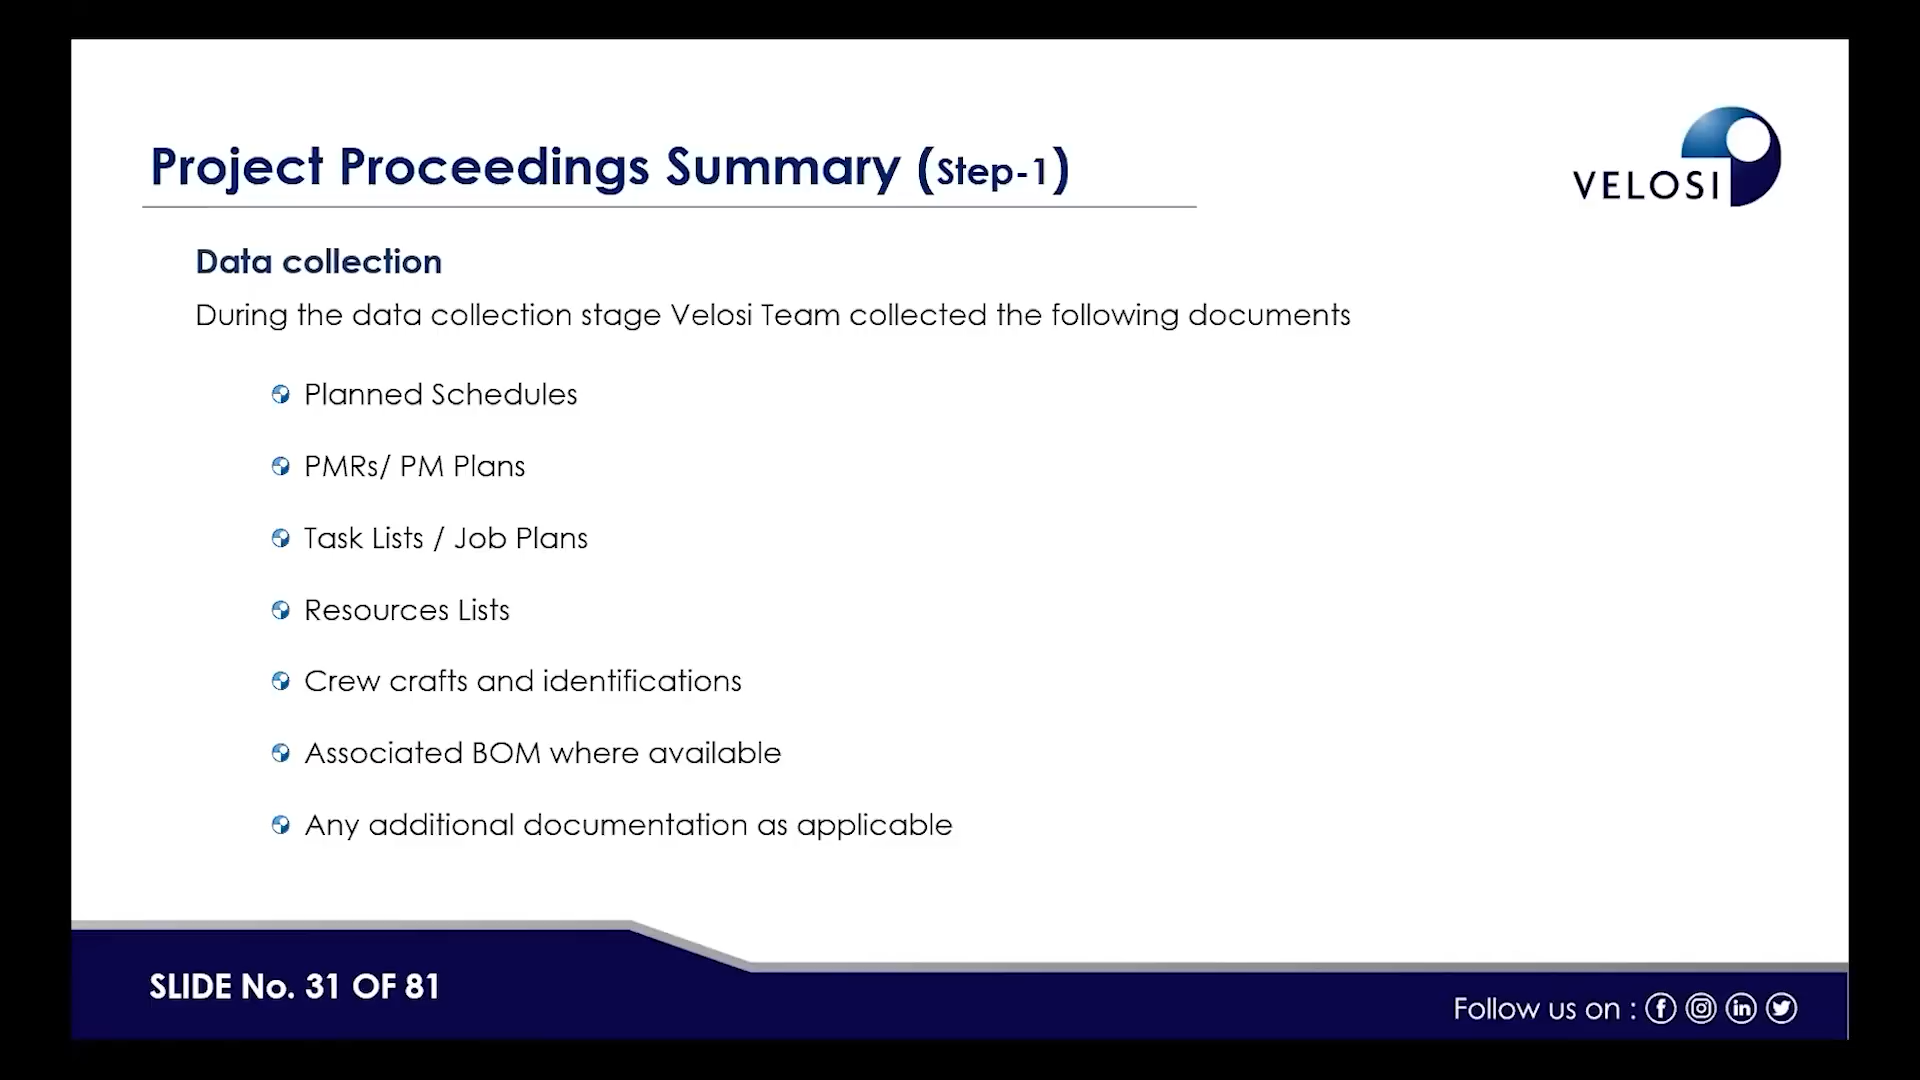 Project Proceedings Summary (Step-1)
VELOSI
Data collection
During the data collection stage Velosi Team collected the following documents
Planned Schedules
PMRs/ PM Plans
Task Lists / Job Plans
Resources Lists
Crew crafts and identifications
Associated BOM where available
Any additional documentation as applicable
SLIDE No. 31 OF 81
Follow us on :